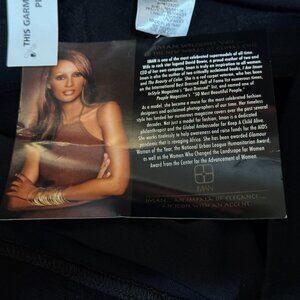 THIS GARM
IMAN is one of the most celebrated supermodels of all time.
Wife to rock star legend David Bowie, a proud mother of two and
CEO of her own company, Iman is truly an inspiration to all women.
Iman is also the author of two critically acclaimed books, I Am Iman
and
She is a red carpet veteran, who has been
on the International Best Dressed Hall of Fame list numerous times,
InStyle Magazine's "Best Dressed" list, and named one of
People Magazine's "50 Most Beautiful People."
As a model, she became a muse for the most celebrated fashion
designers and acclaimed photographers of our time. Her timeless
style has landed her numerous magazine covers over the past several
decades. Not just a model for fashion, Iman is a dedicated
philanthropist and the Global Ambassador for Keep A Child Alive.
She works tirelessly to help awareness and raise funds for the AIDS
pandemic that is ravaging Africa. She has been awarded Glamour
Woman of the Year, the National Urban League Humanitarian Award,
as well as the Women Who Changed the Landscape for Women
Award from the Center for the Advancement of Women.
IMAN
IMAN... AN IMPACT OF ELEGANCE...
AN ICON WITH AN ACCENT.